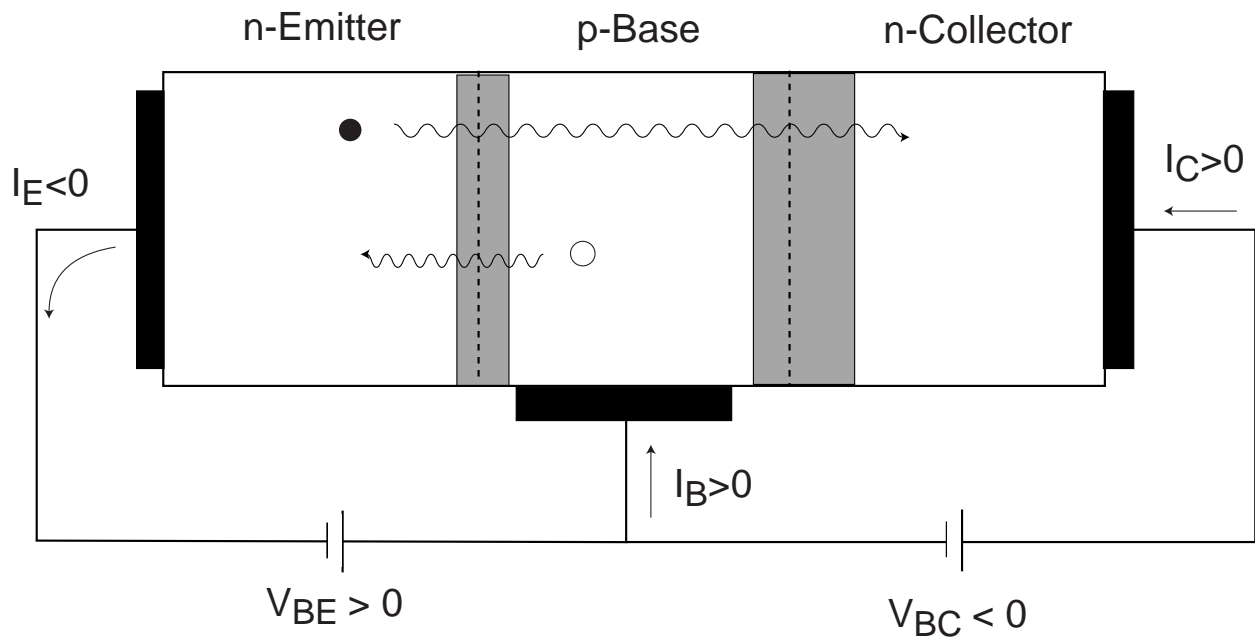 n-Emitter p-Base n-Collector
I_E<0
I_C>0
I_B>0
V_BE > 0
V_BC < 0